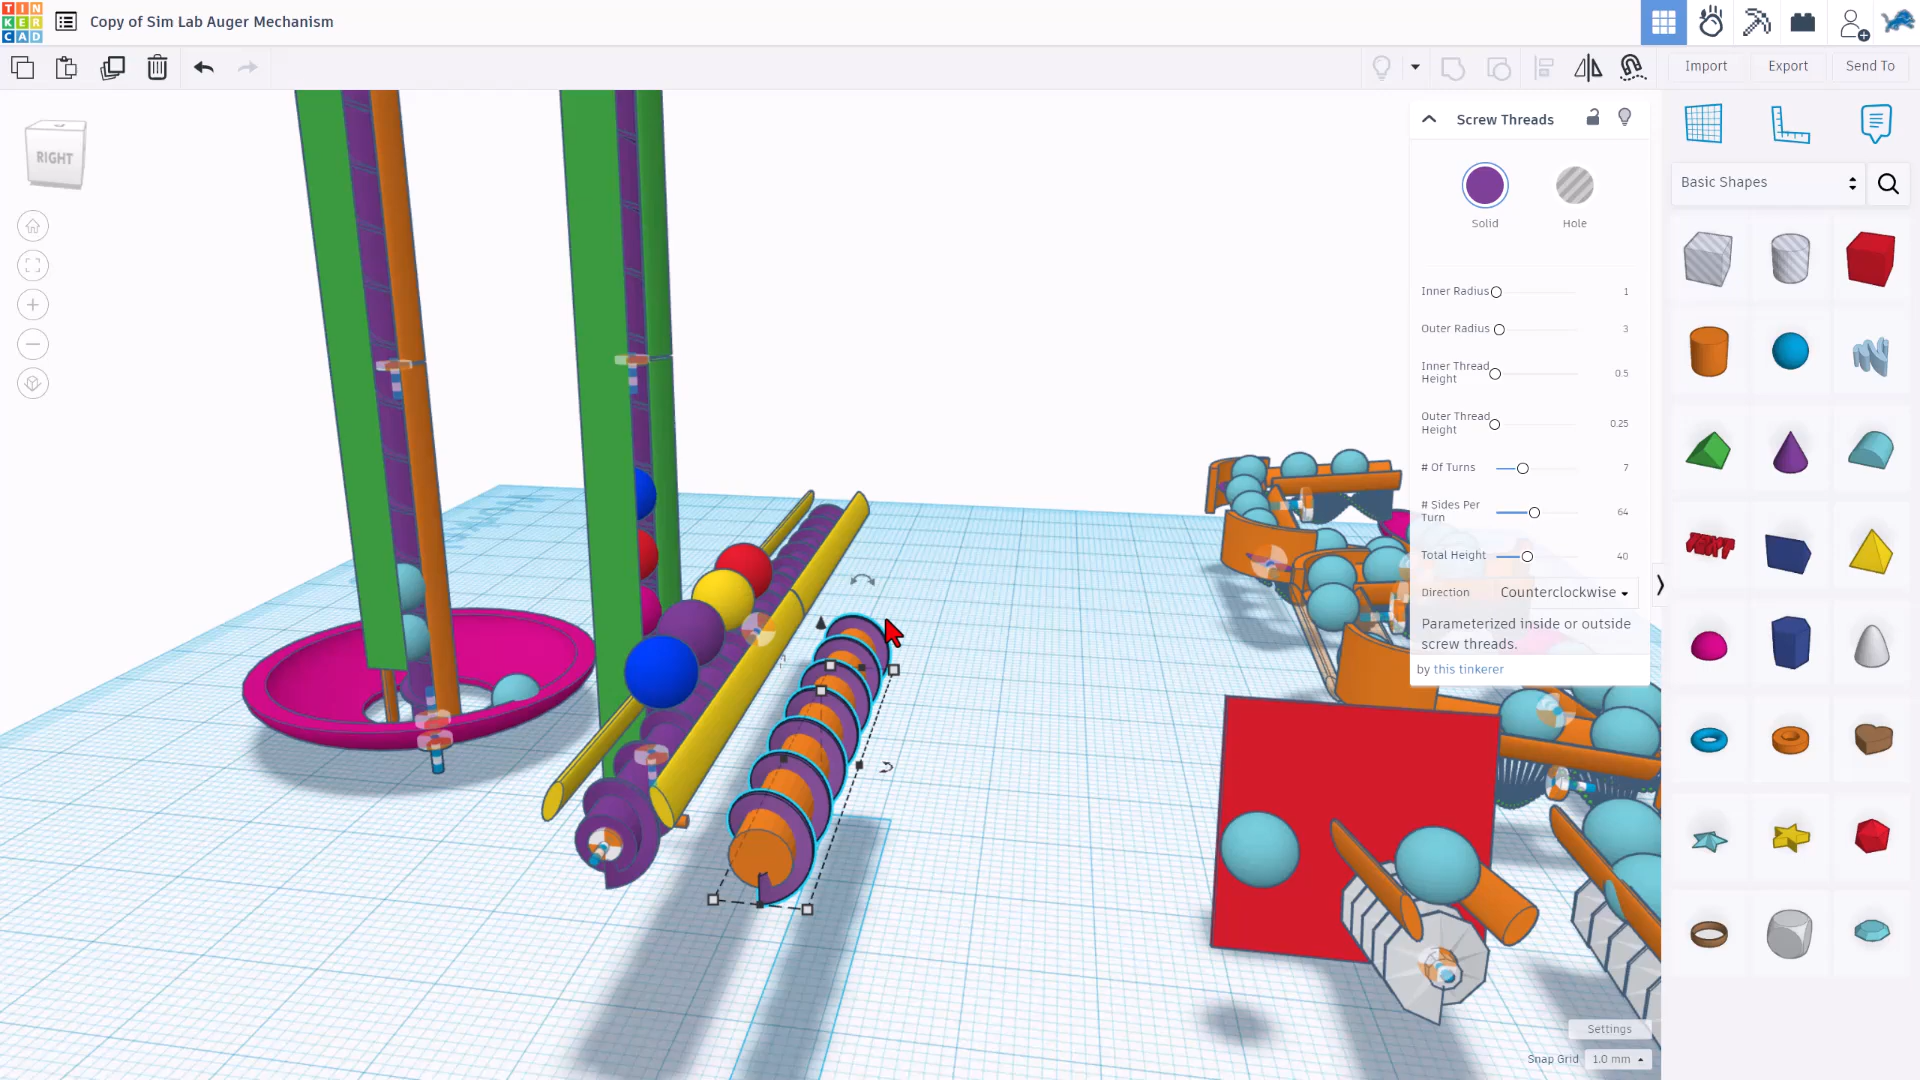 TIN
KER
CAD
Copy of Sim Lab Auger Mechanism
Import
Export
Send To
RIGHT
Screw Threads
Solid
Hole
Inner Radius
1
Outer Radius
3
Inner Thread
Height
0.5
Outer Thread
Height
0.25
# Of Turns
7
# Sides Per
Turn
64
Total Height
40
Direction
Counterclockwise
Parameterized inside or outside
screw threads.
by this tinkerer
Basic Shapes
TEXT
Settings
Snap Grid
1.0 mm